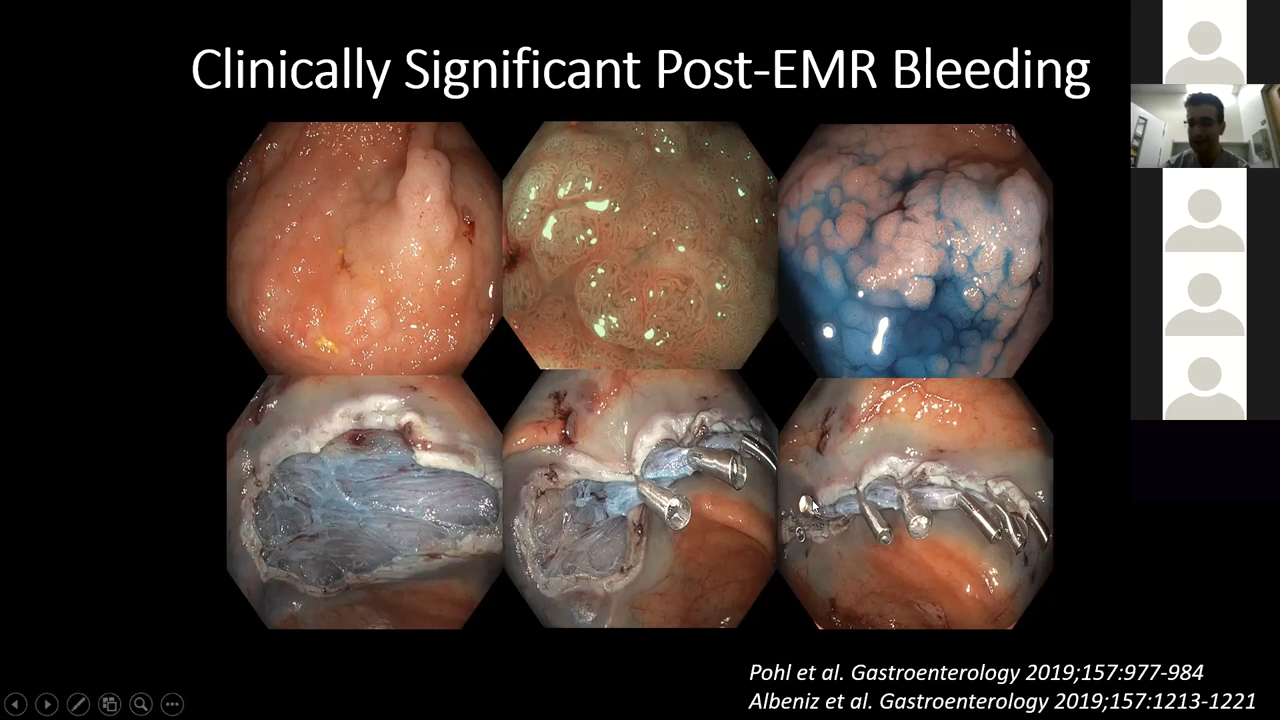 Clinically Significant Post-EMR Bleeding
Pohl et al. Gastroenterology 2019;157:977-984
Albeniz et al. Gastroenterology 2019;157:1213-1221